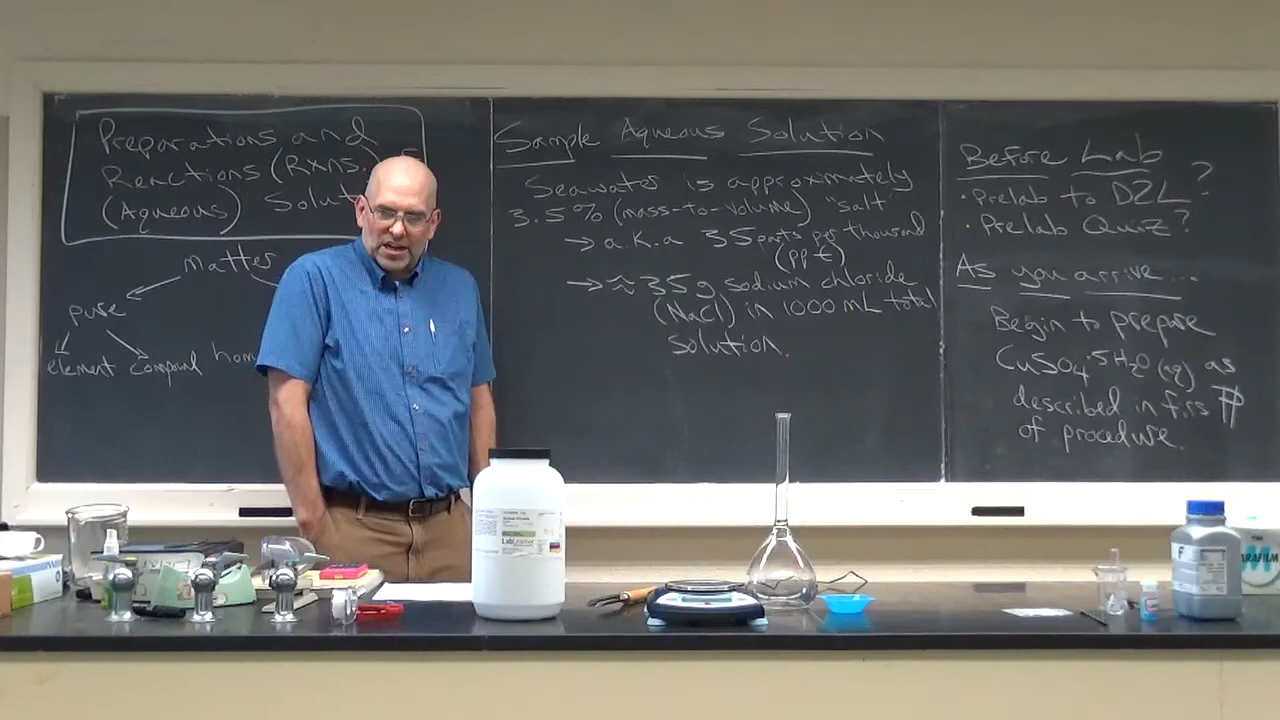 Preparations and
Reactions (Rxns.)
(Aqueous) Solut
Matter
pure
element compound hom
Sample Aqueous Solution
Seawater is approximately
3.5% (mass-to-volume) "salt"
→ a.k.a 35 parts per thousand
(ppt)
→ ≈ 35 g sodium chloride
(NaCl) in 1000 mL total
solution.
Before Lab
• Prelab to D2L ?
• Prelab Quiz?
As you arrive...
Begin to prepare
CuSO4·5H2O (aq) as
described in first ¶
of procedure.
LabLearner
PARAFILM
M